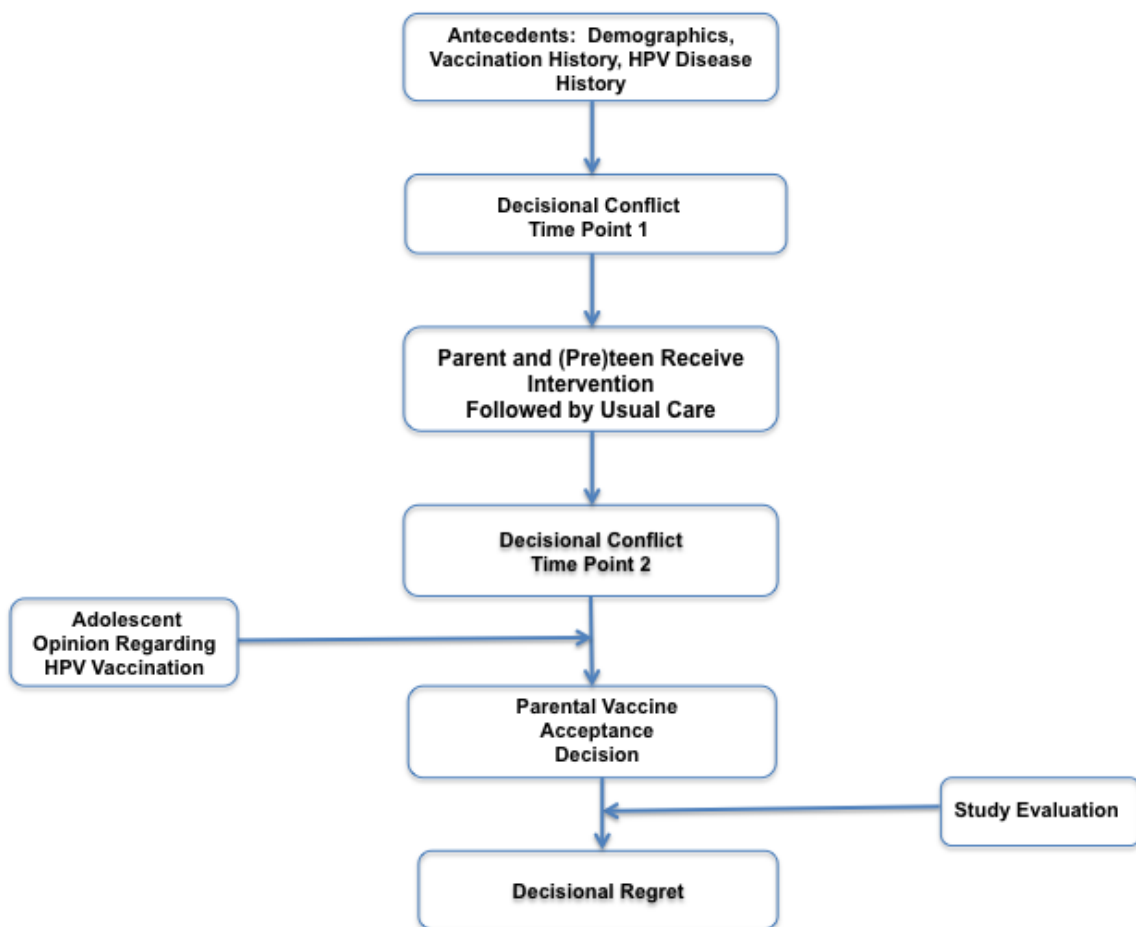 Antecedents: Demographics,
Vaccination History, HPV Disease
History
Decisional Conflict
Time Point 1
Parent and (Pre)teen Receive
Intervention
Followed by Usual Care
Decisional Conflict
Time Point 2
Adolescent
Opinion Regarding
HPV Vaccination
Parental Vaccine
Acceptance
Decision
Study Evaluation
Decisional Regret